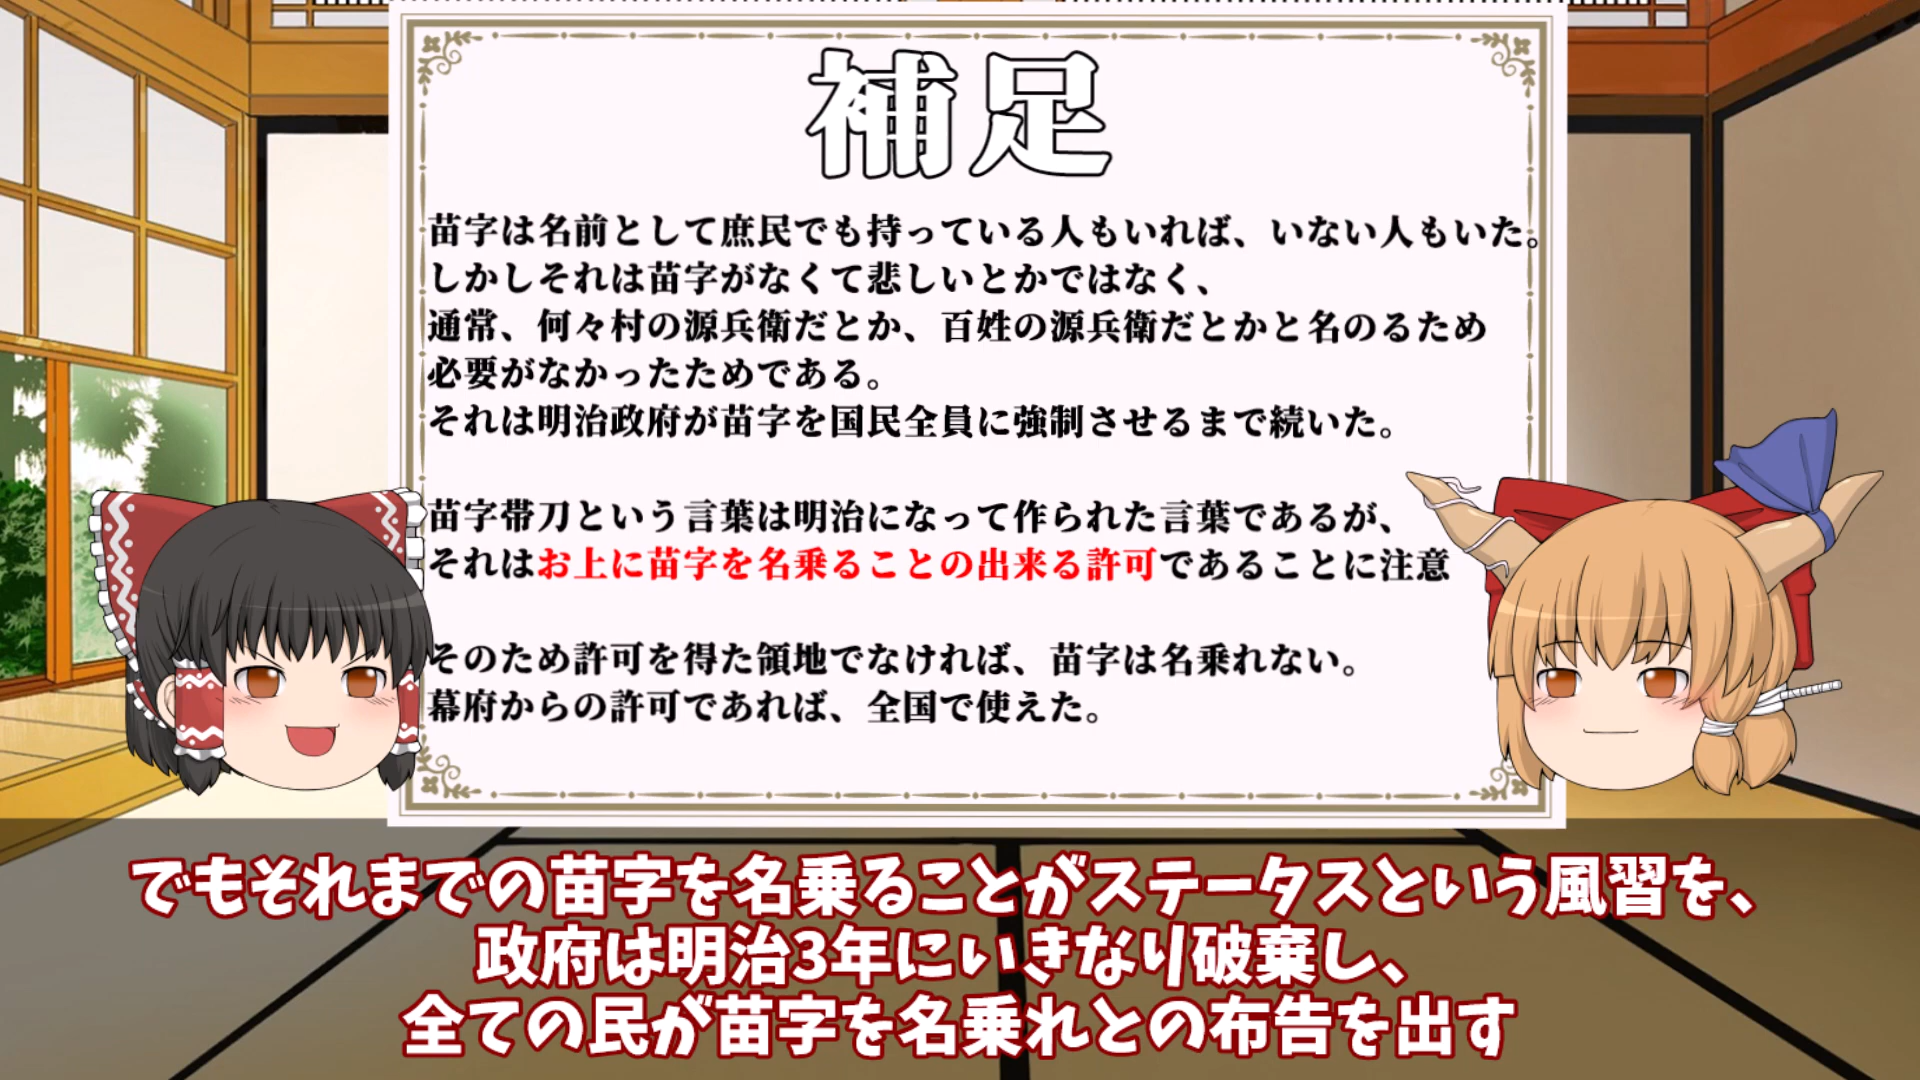 補足
苗字は名前として庶民でも持っている人もいれば、いない人もいた。
しかしそれは苗字がなくて悲しいとかではなく、
通常、何々村の源兵衛だとか、百姓の源兵衛だとかと名のるため
必要がなかったためである。
それは明治政府が苗字を国民全員に強制させるまで続いた。
苗字帯刀という言葉は明治になって作られた言葉であるが、
それはお上に苗字を名乗ることの出来る許可であることに注意
そのため許可を得た領地でなければ、苗字は名乗れない。
幕府からの許可であれば、全国で使えた。
でもそれまでの苗字を名乗ることがステータスという風習を、
政府は明治3年にいきなり破棄し、
全ての民が苗字を名乗れとの布告を出す